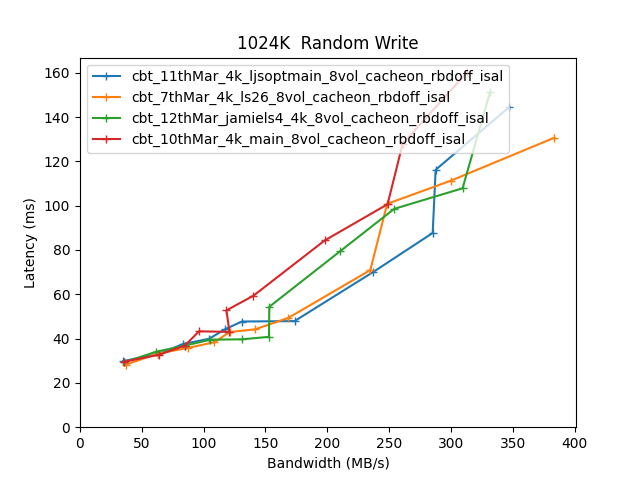 1024K  Random Write
cbt_11thMar_4k_ljsoptmain_8vol_cacheon_rbdoff_isal
cbt_7thMar_4k_ls26_8vol_cacheon_rbdoff_isal
cbt_12thMar_jamiels4_4k_8vol_cacheon_rbdoff_isal
cbt_10thMar_4k_main_8vol_cacheon_rbdoff_isal
Latency (ms)
160
140
120
100
80
60
40
20
0
0 50 100 150 200 250 300 350 400
Bandwidth (MB/s)